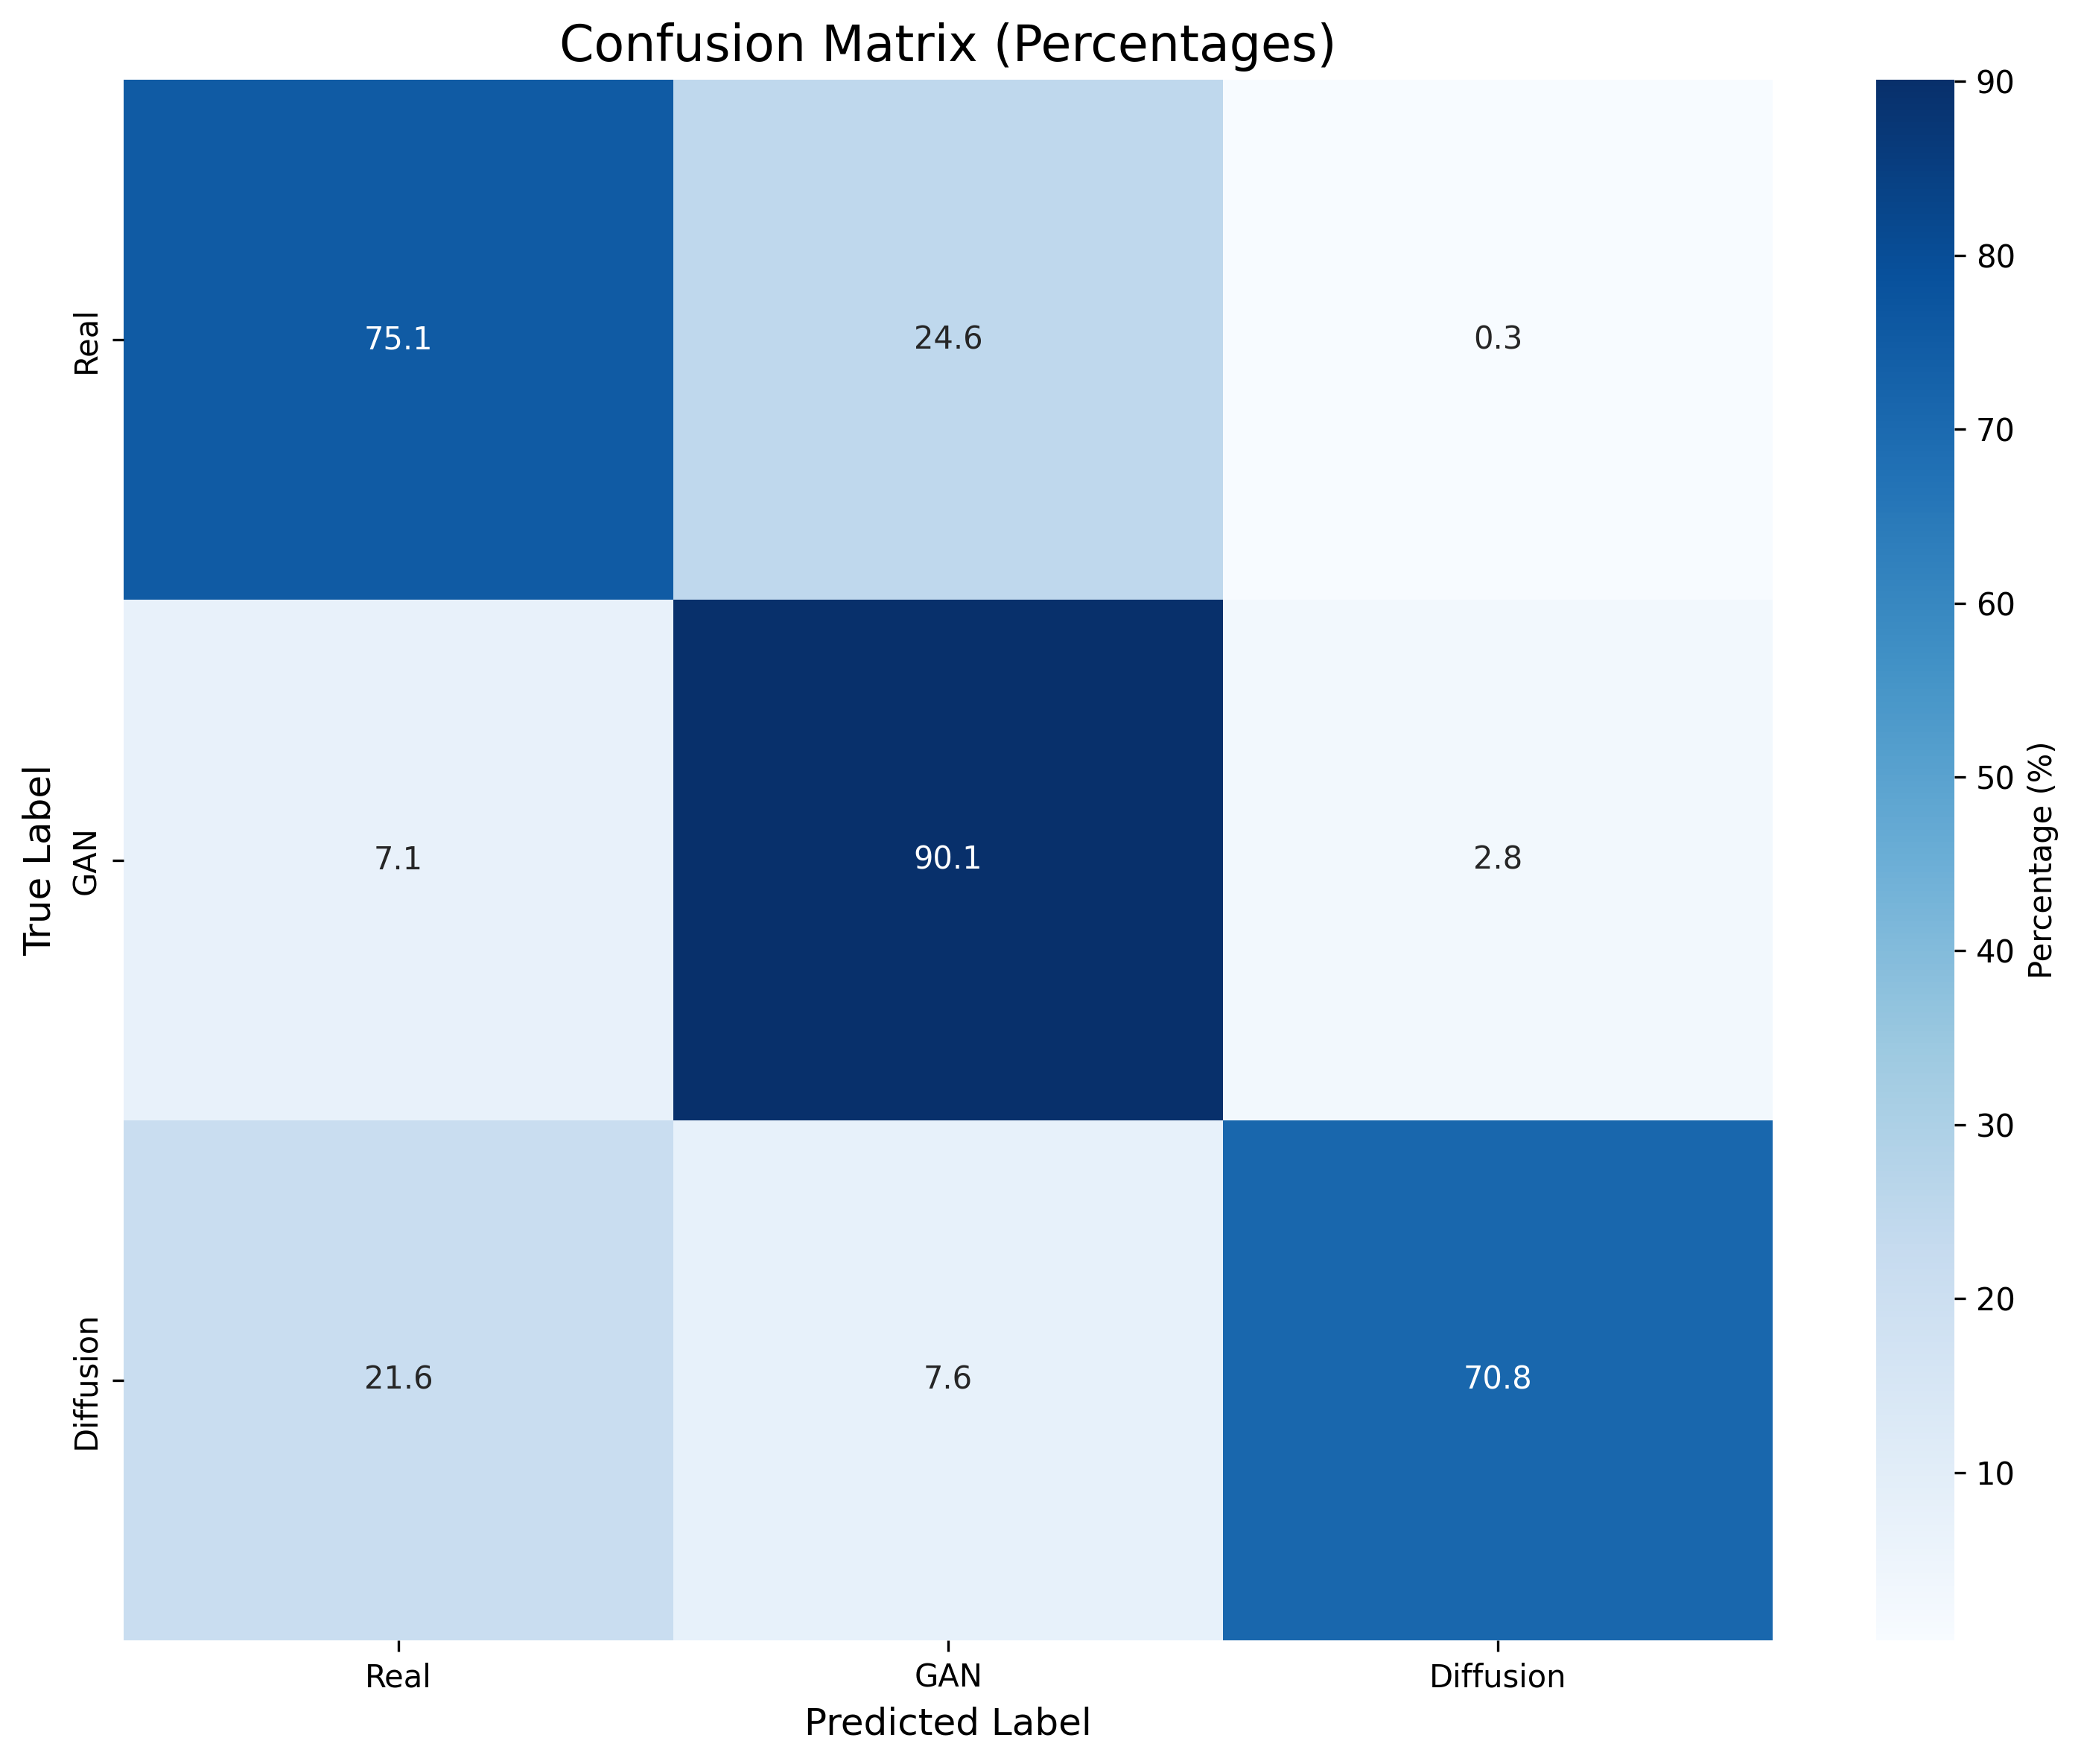 Confusion Matrix (Percentages)
True Label
Real
75.1 24.6 0.3
GAN
7.1 90.1 2.8
Diffusion
21.6 7.6 70.8
Real GAN Diffusion
Predicted Label
90
80
70
60
50
40
30
20
10
Percentage (%)